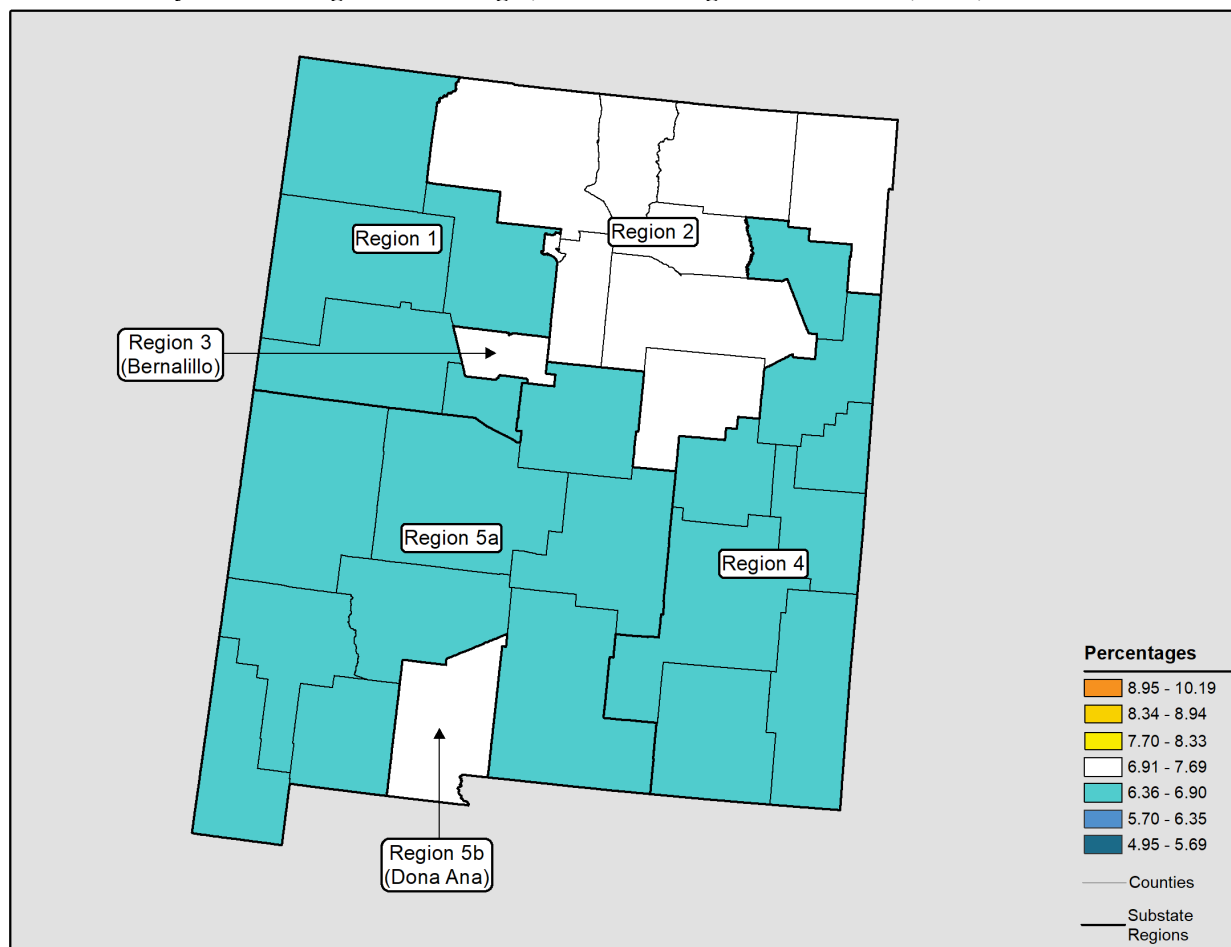 Region 1
Region 2
Region 3
(Bernalillo)
Region 5a
Region 4
Region 5b
(Dona Ana)
Percentages
8.95 - 10.19
8.34 - 8.94
7.70 - 8.33
6.91 - 7.69
6.36 - 6.90
5.70 - 6.35
4.95 - 5.69
Counties
Substate
Regions